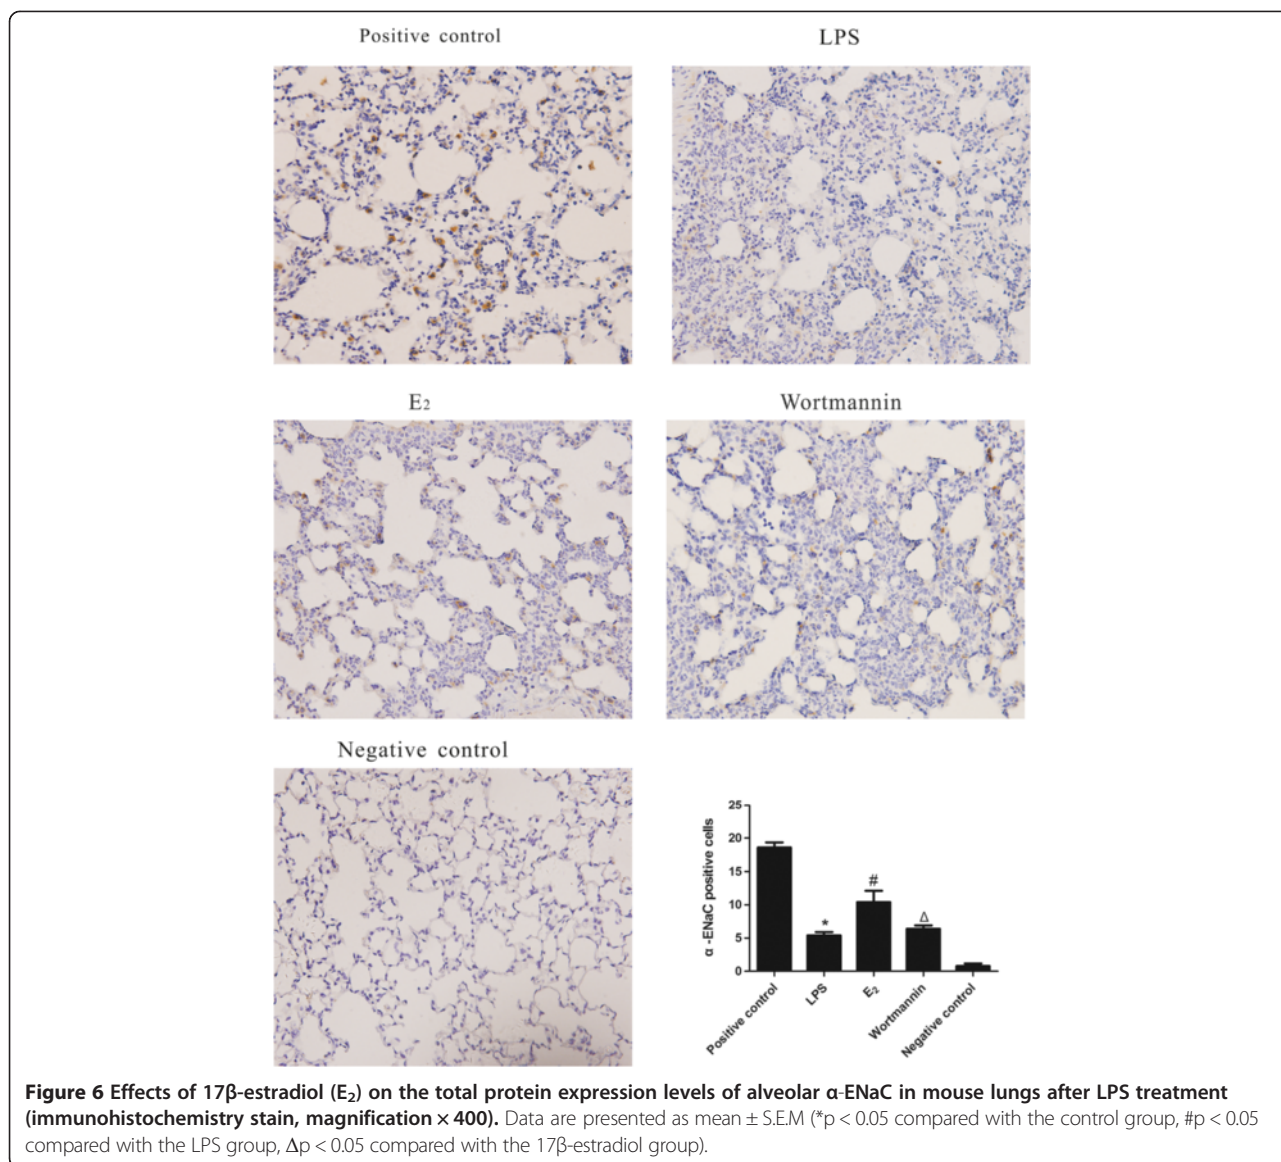 Positive control
LPS
E₂
Wortmannin
Negative control
α -ENaC positive cells
25
20
15
10
5
0
*
#
Δ
Positive control
LPS
E₂
Wortmannin
Negative control
Figure 6 Effects of 17β-estradiol (E₂) on the total protein expression levels of alveolar α-ENaC in mouse lungs after LPS treatment
(immunohistochemistry stain, magnification × 400). Data are presented as mean ± S.E.M (*p < 0.05 compared with the control group, #p < 0.05
compared with the LPS group, Δp < 0.05 compared with the 17β-estradiol group).